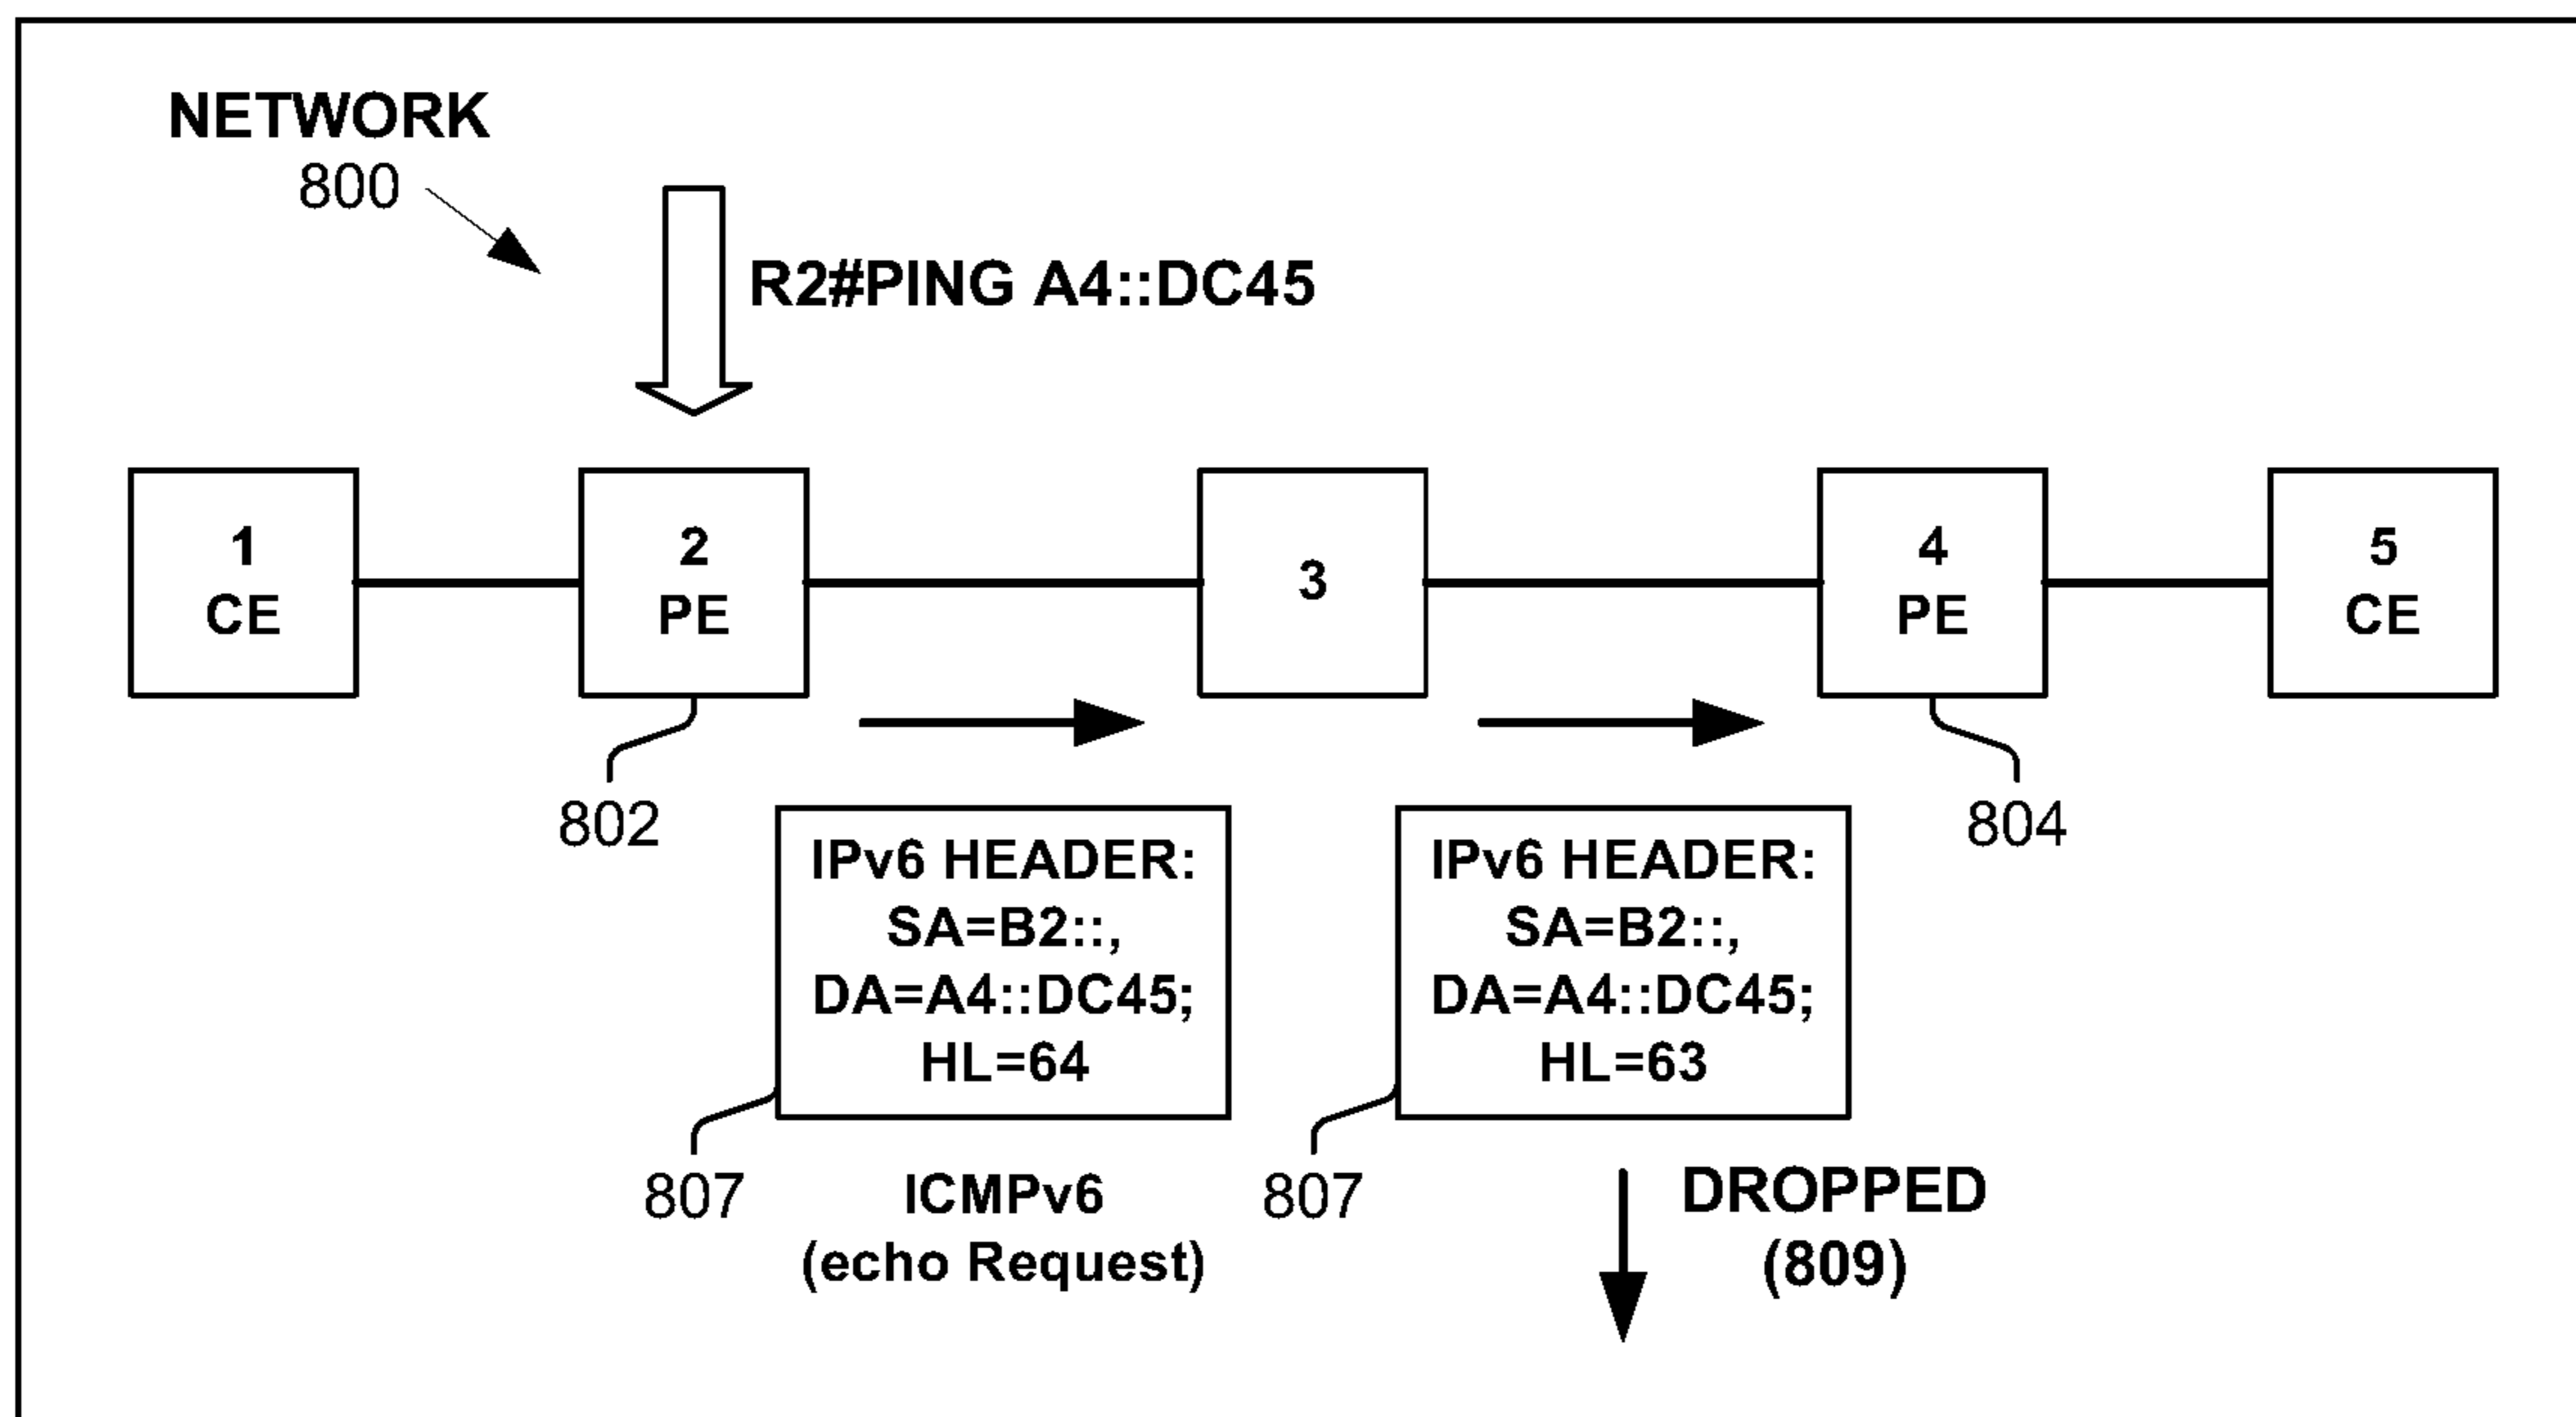 NETWORK
800
R2#PING A4::DC45
1
CE
2
PE
3
4
PE
5
CE
802
804
IPv6 HEADER:
SA=B2::,
DA=A4::DC45;
HL=64
IPv6 HEADER:
SA=B2::,
DA=A4::DC45;
HL=63
807
ICMPv6
(echo Request)
807
DROPPED
(809)